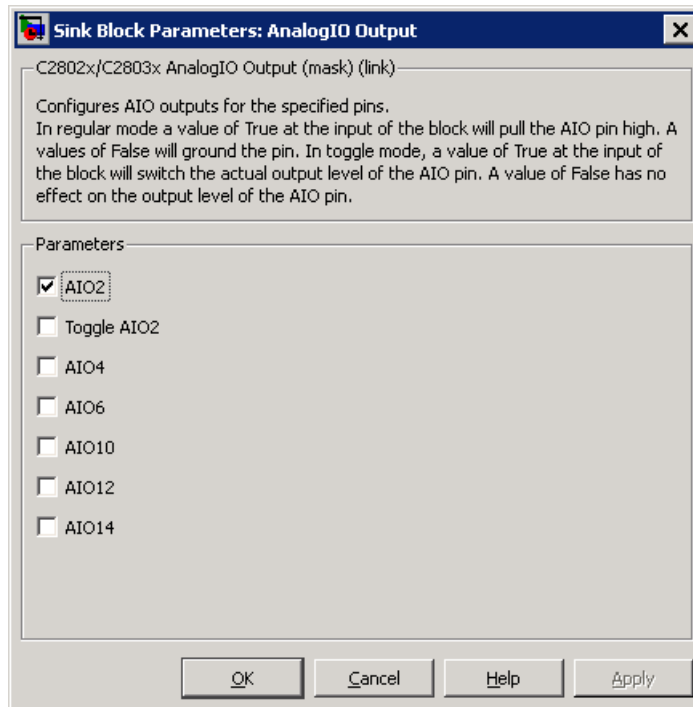 Sink Block Parameters: AnalogIO Output
C2802x/C2803x AnalogIO Output (mask) (link)
Configures AIO outputs for the specified pins.
In regular mode a value of True at the input of the block will pull the AIO pin high. A
values of False will ground the pin. In toggle mode, a value of True at the input of
the block will switch the actual output level of the AIO pin. A value of False has no
effect on the output level of the AIO pin.
Parameters
AIO2
Toggle AIO2
AIO4
AIO6
AIO10
AIO12
AIO14
OK Cancel Help Apply